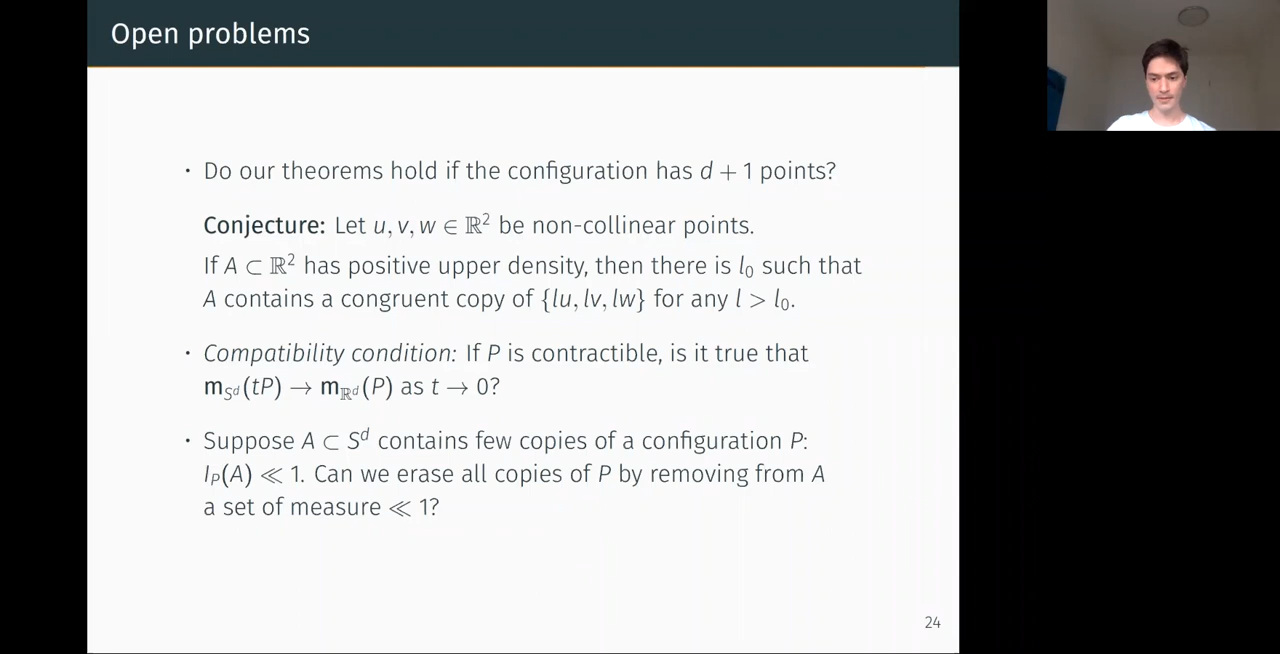 Open problems
• Do our theorems hold if the configuration has d + 1 points?
Conjecture: Let u, v, w ∈ ℝ² be non-collinear points.
If A ⊂ ℝ² has positive upper density, then there is l₀ such that
A contains a congruent copy of {lu, lv, lw} for any l > l₀.
• Compatibility condition: If P is contractible, is it true that
m_{S^d}(tP) → m_{ℝ^d}(P) as t → 0?
• Suppose A ⊂ S^d contains few copies of a configuration P:
I_P(A) ≪ 1. Can we erase all copies of P by removing from A
a set of measure ≪ 1?
24